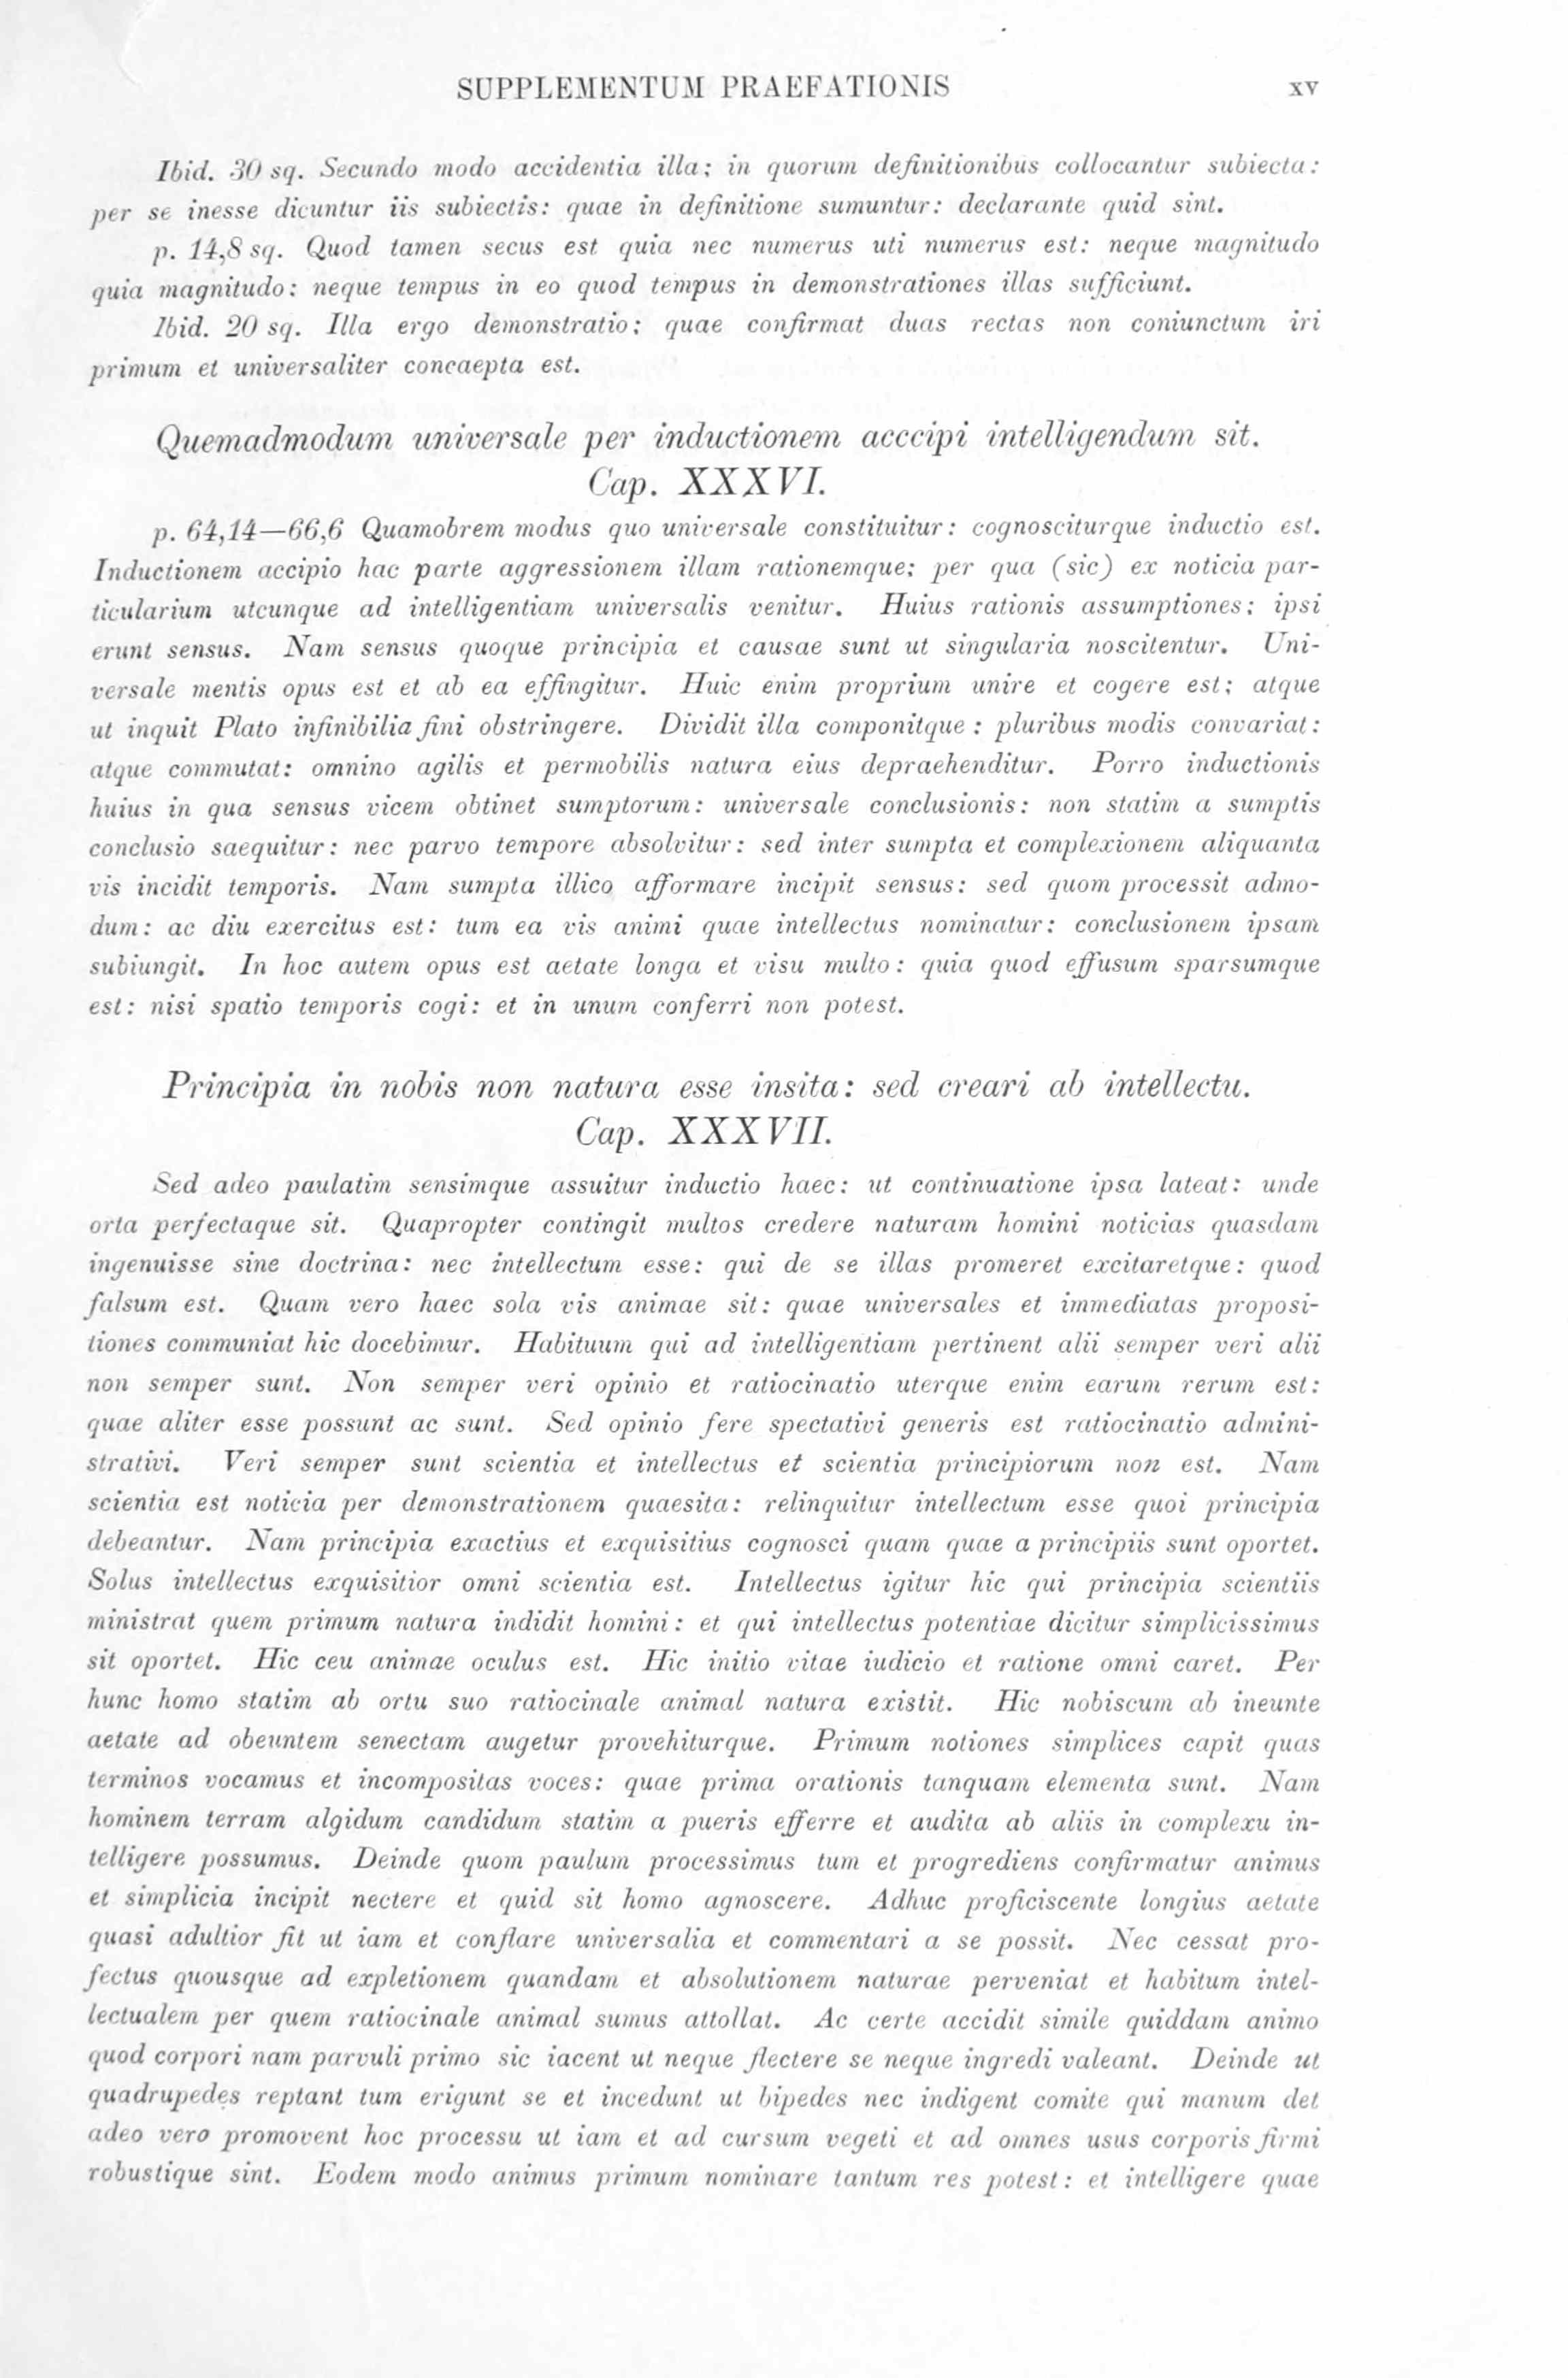 SUPPLEMENTUM PRAEFATIONIS xv
Ibid. 30 sq. Secundo modo accidentia illa; in quorum definitionibus collocantur subiecta:
per se inesse dicuntur iis subiectis: quae in definitione sumuntur: declarante quid sint.
p. 14,8 sq. Quod tamen secus est quia nec numerus uti numerus est: neque magnitudo
quia magnitudo: neque tempus in eo quod tempus in demonstrationes illas sufficiunt.
Ibid. 20 sq. Illa ergo demonstratio; quae confirmat duas rectas non coniunctum iri
primum et universaliter concaepta est.
Quemadmodum universale per inductionem acccipi intelligendum sit.
Cap. XXXVI.
p. 64,14—66,6 Quamobrem modus quo universale constituitur: cognosciturque inductio est.
Inductionem accipio hac parte aggressionem illam rationemque; per qua (sic) ex noticia par-
ticularium utcunque ad intelligentiam universalis venitur. Huius rationis assumptiones; ipsi
erunt sensus. Nam sensus quoque principia et causae sunt ut singularia noscitentur. Uni-
versale mentis opus est et ab ea effingitur. Huic enim proprium unire et cogere est; atque
ut inquit Plato infinibilia fini obstringere. Dividit illa componitque: pluribus modis convariat:
atque commutat: omnino agilis et permobilis natura eius depraehenditur. Porro inductionis
huius in qua sensus vicem obtinet sumptorum: universale conclusionis: non statim a sumptis
conclusio saequitur: nec parvo tempore absolvitur: sed inter sumpta et complexionem aliquanta
vis incidit temporis. Nam sumpta illico afformare incipit sensus: sed quom processit admo-
dum: ac diu exercitus est: tum ea vis animi quae intellectus nominatur: conclusionem ipsam
subiungit. In hoc autem opus est aetate longa et visu multo: quia quod effusum sparsumque
est: nisi spatio temporis cogi: et in unum conferri non potest.
Principia in nobis non natura esse insita: sed creari ab intellectu.
Cap. XXXVII.
Sed adeo paulatim sensimque assuitur inductio haec: ut continuatione ipsa lateat: unde
orta perfectaque sit. Quapropter contingit multos credere naturam homini noticias quasdam
ingenuisse sine doctrina: nec intellectum esse: qui de se illas promeret excitaretque: quod
falsum est. Quam vero haec sola vis animae sit: quae universales et immediatas proposi-
tiones communiat hic docebimur. Habituum qui ad intelligentiam pertinent alii semper veri alii
non semper sunt. Non semper veri opinio et ratiocinatio uterque enim earum rerum est:
quae aliter esse possunt ac sunt. Sed opinio fere spectativi generis est ratiocinatio admini-
strativi. Veri semper sunt scientia et intellectus et scientia principiorum non est. Nam
scientia est noticia per demonstrationem quaesita: relinquitur intellectum esse quoi principia
debeantur. Nam principia exactius et exquisitius cognosci quam quae a principiis sunt oportet.
Solus intellectus exquisitior omni scientia est. Intellectus igitur hic qui principia scientiis
ministrat quem primum natura indidit homini: et qui intellectus potentiae dicitur simplicissimus
sit oportet. Hic ceu animae oculus est. Hic initio vitae iudicio et ratione omni caret. Per
hunc homo statim ab ortu suo ratiocinale animal natura existit. Hic nobiscum ab ineunte
aetate ad obeuntem senectam augetur provehiturque. Primum notiones simplices capit quas
terminos vocamus et incompositas voces: quae prima orationis tanquam elementa sunt. Nam
hominem terram algidum candidum statim a pueris efferre et audita ab aliis in complexu in-
telligere possumus. Deinde quom paulum processimus tum et progrediens confirmatur animus
et simplicia incipit nectere et quid sit homo agnoscere. Adhuc proficiscente longius aetate
quasi adultior fit ut iam et conflare universalia et commentari a se possit. Nec cessat pro-
fectus quousque ad expletionem quandam et absolutionem naturae perveniat et habitum intel-
lectualem per quem ratiocinale animal sumus attollat. Ac certe accidit simile quiddam animo
quod corpori nam parvuli primo sic iacent ut neque flectere se neque ingredi valeant. Deinde ut
quadrupedes reptant tum erigunt se et incedunt ut bipedes nec indigent comite qui manum det
adeo vero promovent hoc processu ut iam et ad cursum vegeti et ad omnes usus corporis firmi
robustique sint. Eodem modo animus primum nominare tantum res potest: et intelligere quae